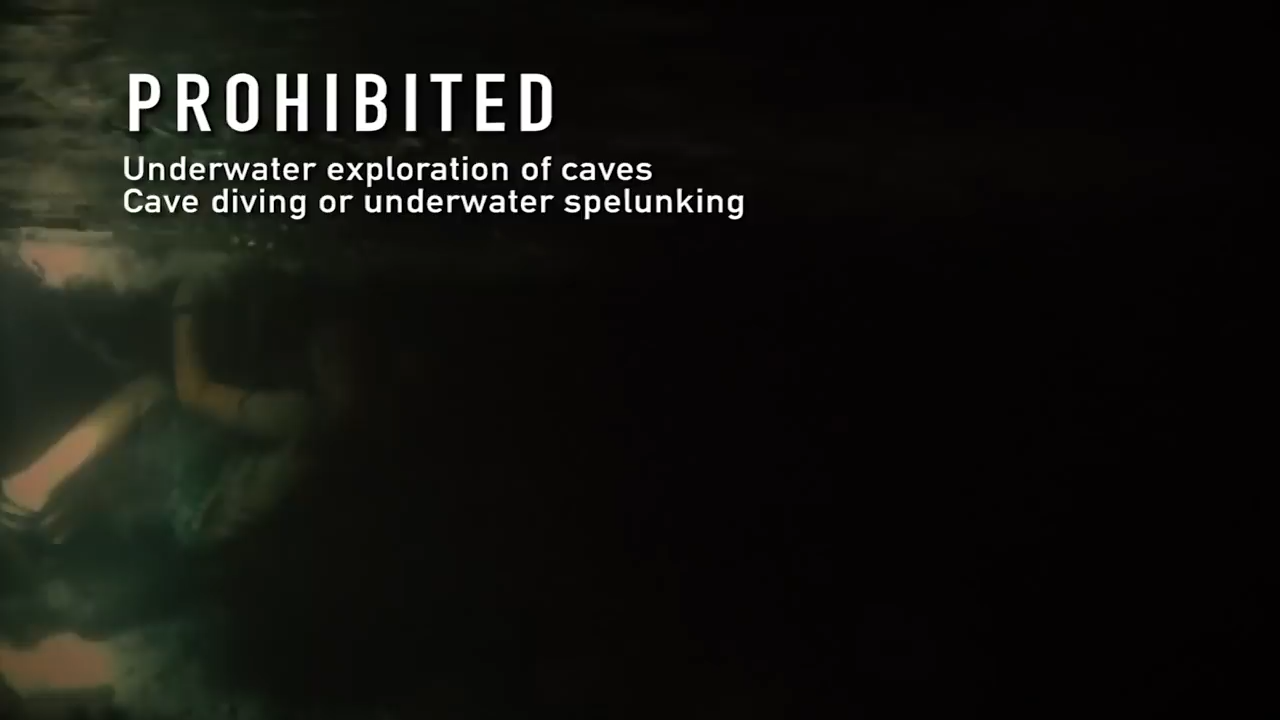 PROHIBITED
Underwater exploration of caves
Cave diving or underwater spelunking